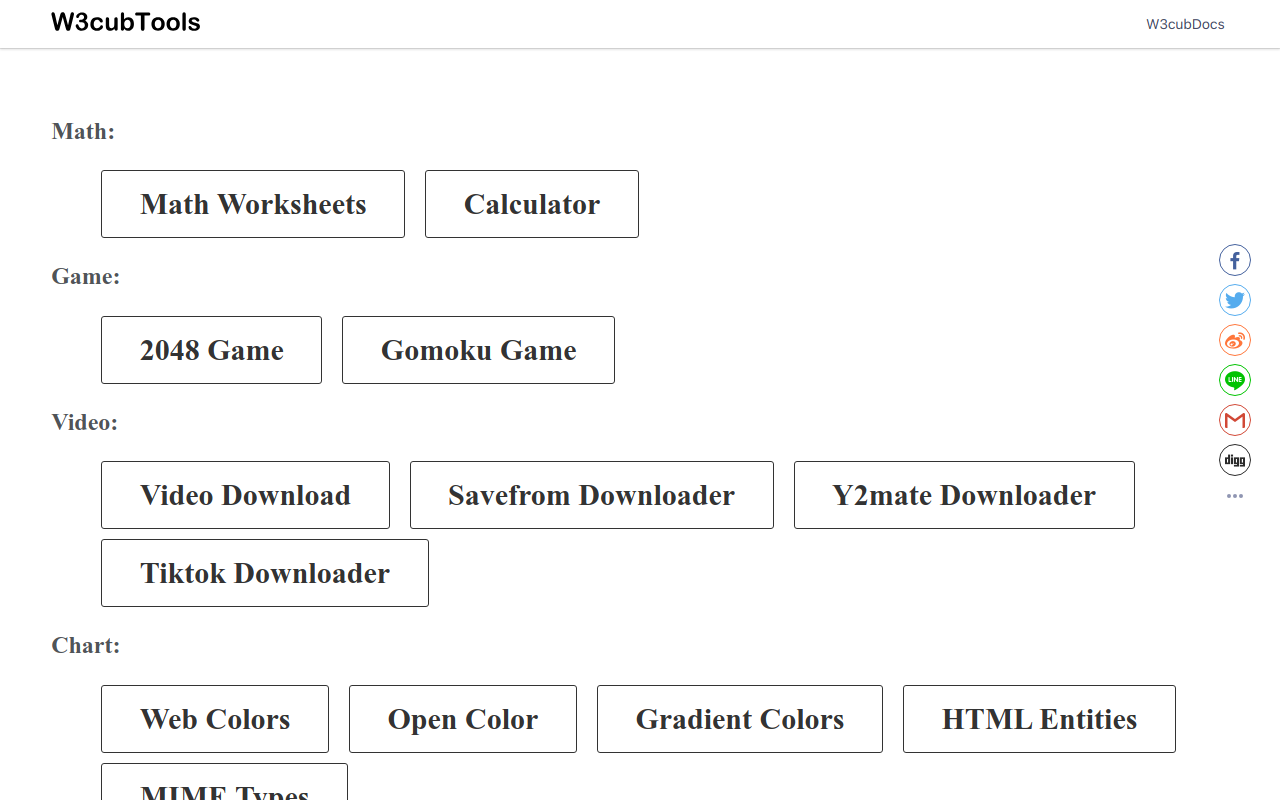 W3cubTools
W3cubDocs
Math:
Math Worksheets
Calculator
Game:
2048 Game
Gomoku Game
Video:
Video Download
Savefrom Downloader
Y2mate Downloader
Tiktok Downloader
Chart:
Web Colors
Open Color
Gradient Colors
HTML Entities
MIME Types
LINE
digg